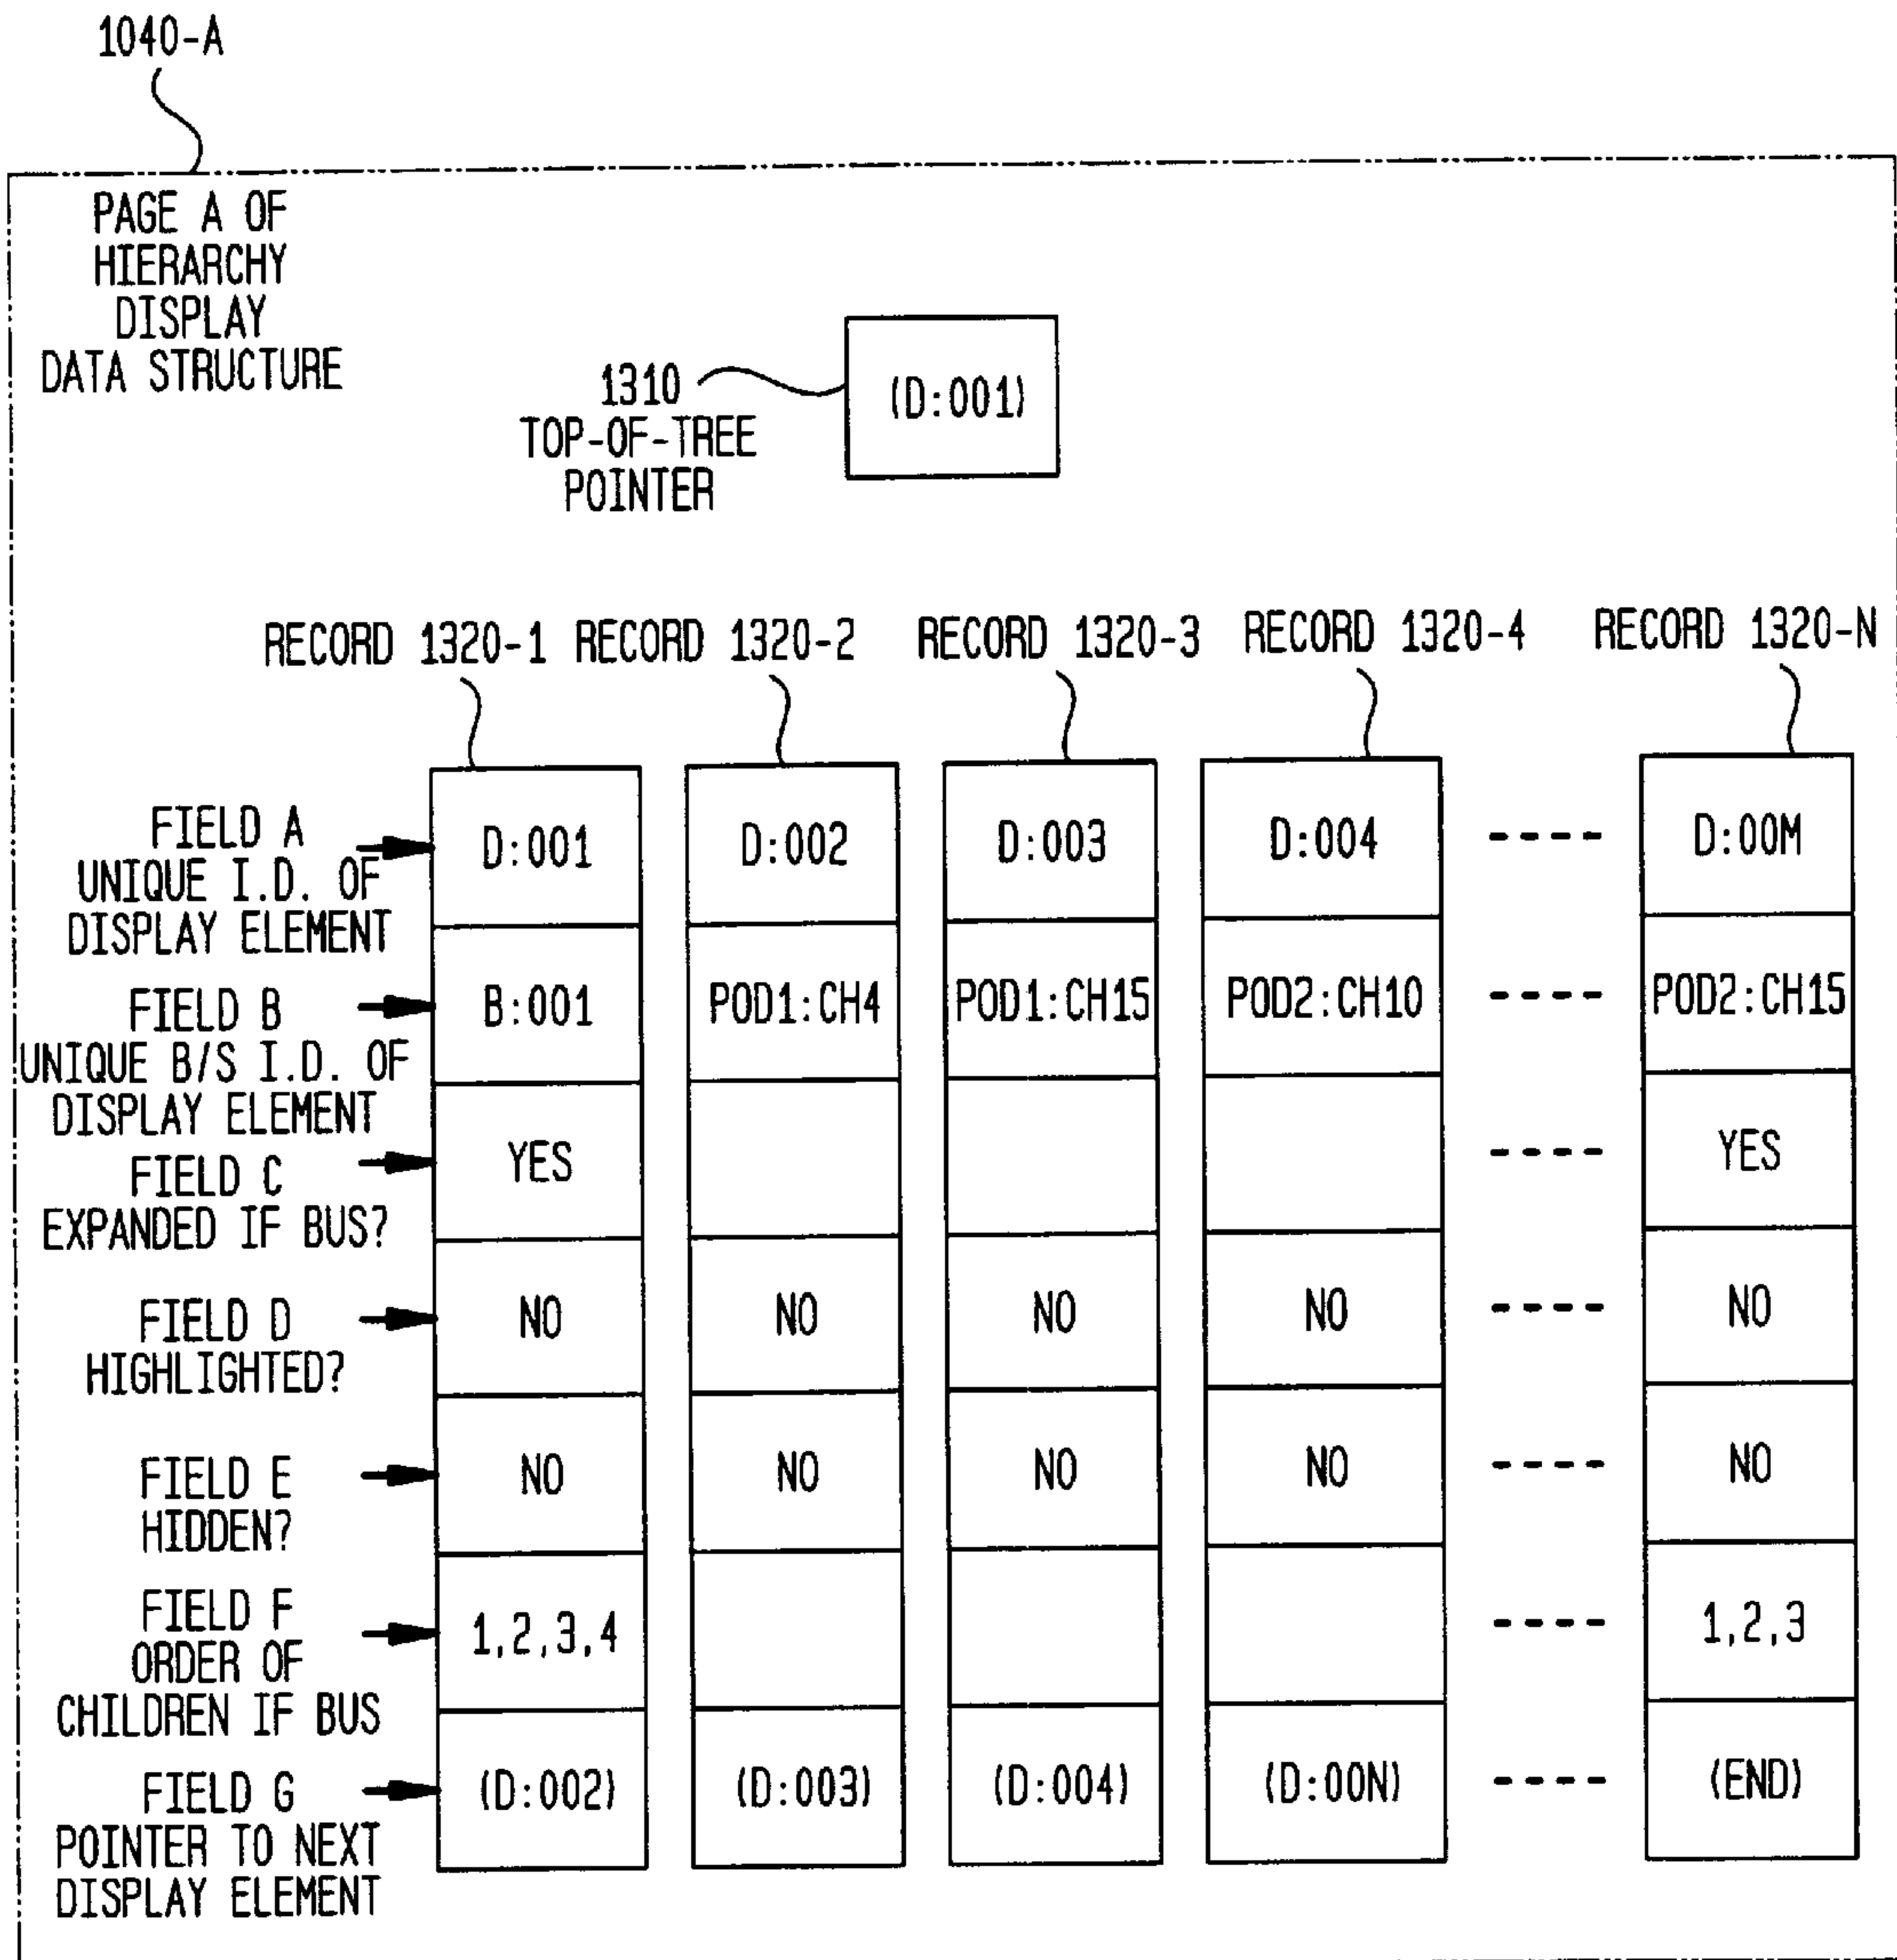 1040-A
PAGE A OF
HIERARCHY
DISPLAY
DATA STRUCTURE
1310
TOP-OF-TREE
POINTER
(D:001)
RECORD 1320-1 RECORD 1320-2 RECORD 1320-3 RECORD 1320-4 RECORD 1320-N
FIELD A
UNIQUE I.D. OF
DISPLAY ELEMENT
D:001 D:002 D:003 D:004 ---- D:00M
FIELD B
UNIQUE B/S I.D. OF
DISPLAY ELEMENT
B:001 POD1:CH4 POD1:CH15 POD2:CH10 ---- POD2:CH15
FIELD C
EXPANDED IF BUS?
YES ---- YES
FIELD D
HIGHLIGHTED?
NO NO NO NO ---- NO
FIELD E
HIDDEN?
NO NO NO NO ---- NO
FIELD F
ORDER OF
CHILDREN IF BUS
1,2,3,4 ---- 1,2,3
FIELD G
POINTER TO NEXT
DISPLAY ELEMENT
(D:002) (D:003) (D:004) (D:00N) ---- (END)